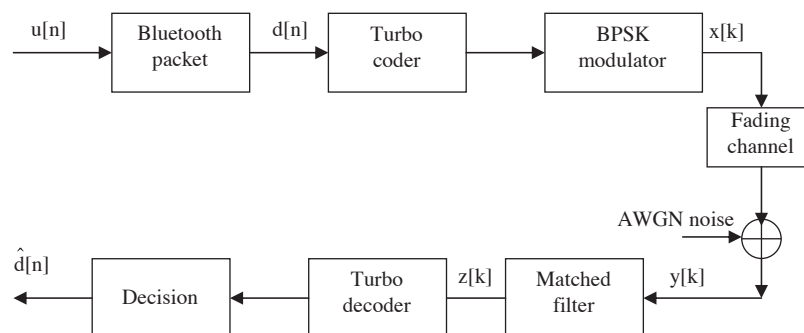 u[n]
Bluetooth
packet
d[n]
Turbo
coder
BPSK
modulator
x[k]
Fading
channel
AWGN noise
y[k]
Matched
filter
z[k]
Turbo
decoder
Decision
d̂[n]